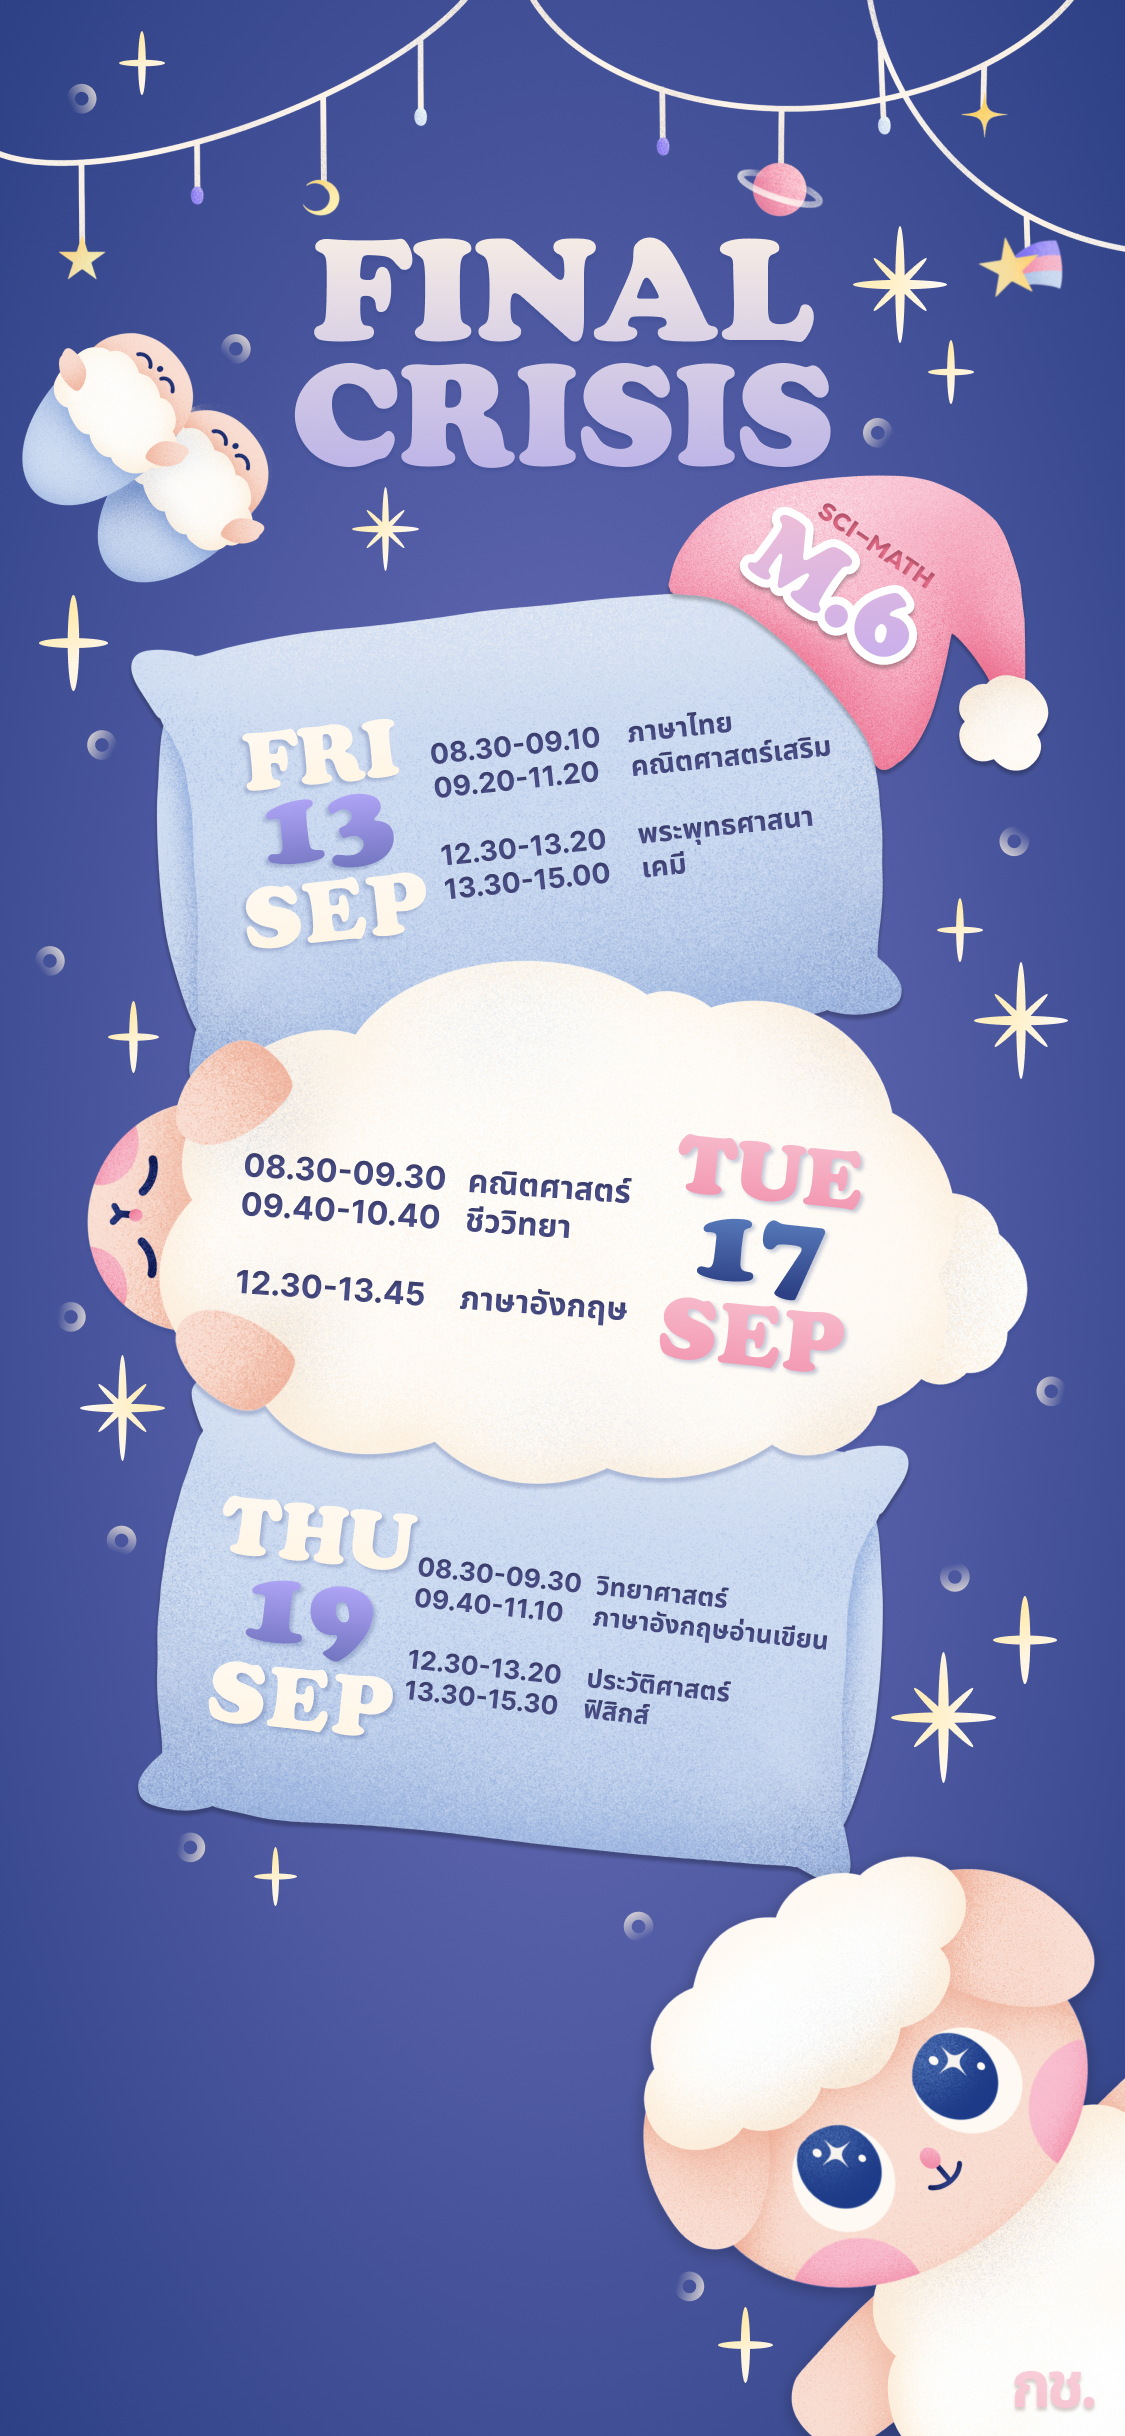 FINAL
CRISIS
SCI-MATH
M.6
FRI
13
SEP
08.30-09.10 ภาษาไทย
09.20-11.20 คณิตศาสตร์เสริม
12.30-13.20 พระพุทธศาสนา
13.30-15.00 เคมี
08.30-09.30 คณิตศาสตร์
09.40-10.40 ชีววิทยา
12.30-13.45 ภาษาอังกฤษ
TUE
17
SEP
THU
19
SEP
08.30-09.30 วิทยาศาสตร์
09.40-11.10 ภาษาอังกฤษอ่านเขียน
12.30-13.20 ประวัติศาสตร์
13.30-15.30 ฟิสิกส์
กช.